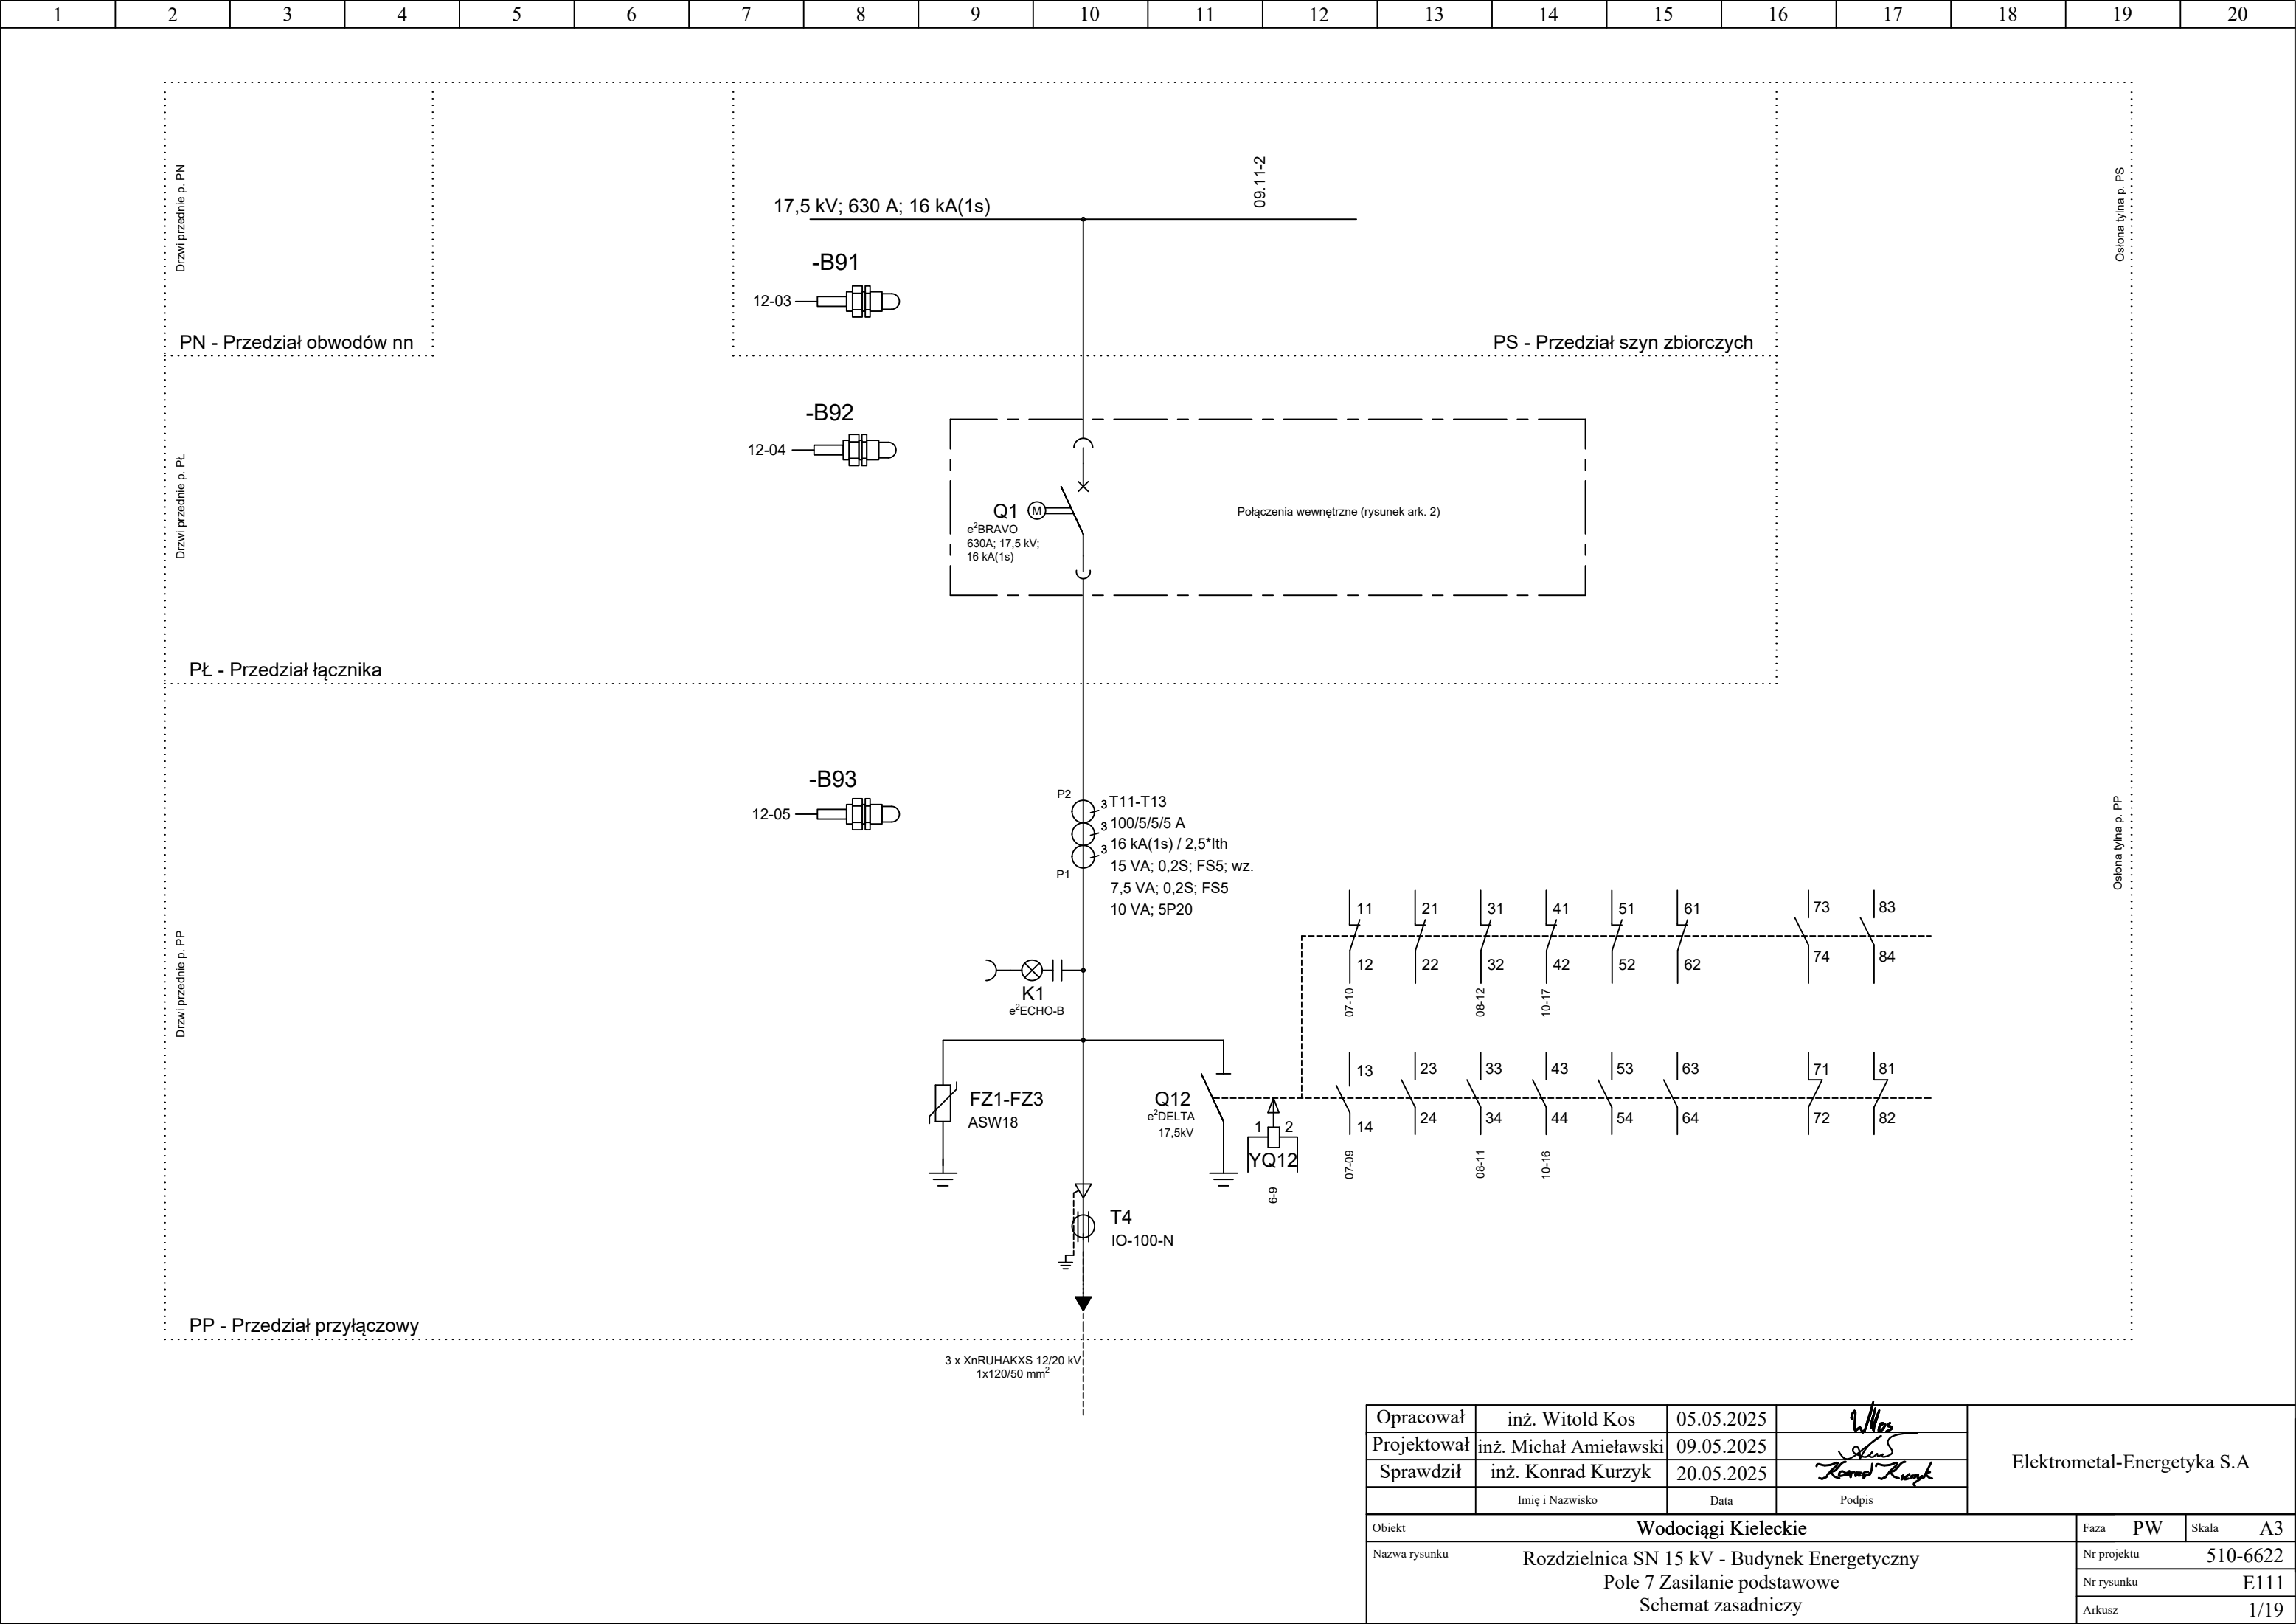 1 2 3 4 5 6 7 8 9 10 11 12 13 14 15 16 17 18 19 20
Drzwi przednie p. PN
PN - Przedział obwodów nn
17,5 kV; 630 A; 16 kA(1s)
09.11-2
-B91
12-03
PS - Przedział szyn zbiorczych
Osłona tylna p. PS
-B92
12-04
Drzwi przednie p. PŁ
Q1
M
e²BRAVO
630A; 17,5 kV;
16 kA(1s)
Połączenia wewnętrzne (rysunek ark. 2)
PŁ - Przedział łącznika
-B93
12-05
P2
3 T11-T13
3 100/5/5/5 A
3 16 kA(1s) / 2,5*Ith
P1
15 VA; 0,2S; FS5; wz.
7,5 VA; 0,2S; FS5
10 VA; 5P20
Osłona tylna p. PP
Drzwi przednie p. PP
K1
e²ECHO-B
11 21 31 41 51 61 73 83
12 22 32 42 52 62 74 84
07-10 08-12 10-17
FZ1-FZ3
ASW18
Q12
e²DELTA
17,5kV
1 2
YQ12
6-9
13 23 33 43 53 63 71 81
14 24 34 44 54 64 72 82
07-09 08-11 10-16
T4
IO-100-N
PP - Przedział przyłączowy
3 x XnRUHAKXS 12/20 kV
1x120/50 mm²
Opracował inż. Witold Kos 05.05.2025 WKos
Projektował inż. Michał Amieławski 09.05.2025
Sprawdził inż. Konrad Kurzyk 20.05.2025 Konrad Kurzyk
Imię i Nazwisko Data Podpis
Elektrometal-Energetyka S.A
Obiekt Wodociągi Kieleckie
Faza PW Skala A3
Nazwa rysunku
Rozdzielnica SN 15 kV - Budynek Energetyczny
Pole 7 Zasilanie podstawowe
Schemat zasadniczy
Nr projektu 510-6622
Nr rysunku E111
Arkusz 1/19